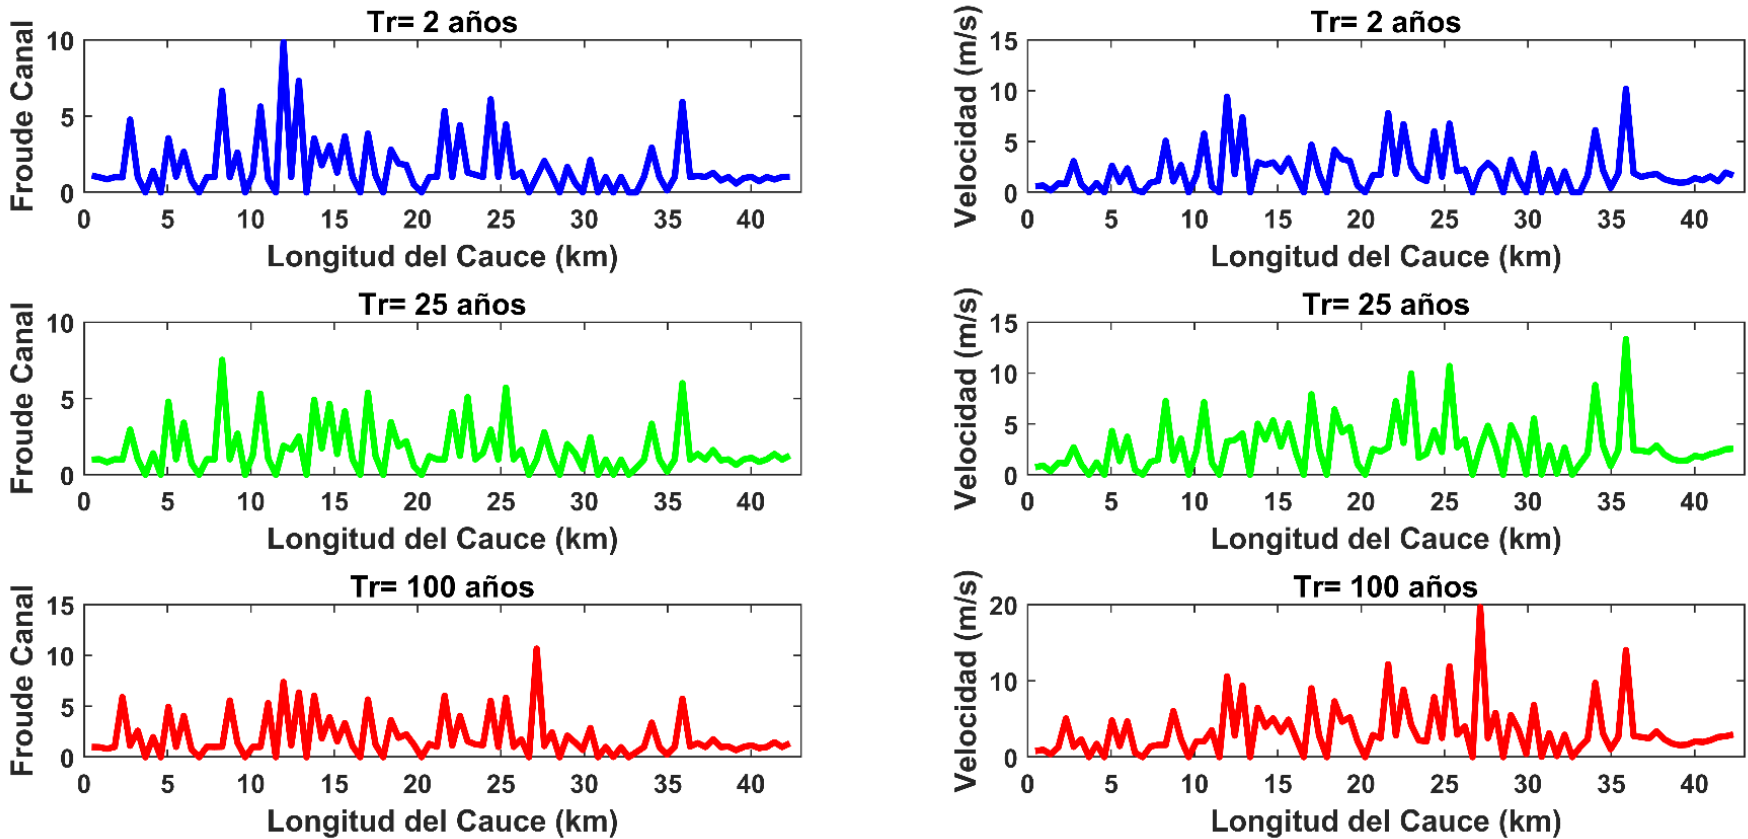 Tr= 2 años
Froude Canal
10
5
0
0 5 10 15 20 25 30 35 40
Longitud del Cauce (km)
Tr= 2 años
Velocidad (m/s)
15
10
5
0
0 5 10 15 20 25 30 35 40
Longitud del Cauce (km)
Tr= 25 años
Froude Canal
10
5
0
0 5 10 15 20 25 30 35 40
Longitud del Cauce (km)
Tr= 25 años
Velocidad (m/s)
15
10
5
0
0 5 10 15 20 25 30 35 40
Longitud del Cauce (km)
Tr= 100 años
Froude Canal
15
10
5
0
0 5 10 15 20 25 30 35 40
Longitud del Cauce (km)
Tr= 100 años
Velocidad (m/s)
20
10
0
0 5 10 15 20 25 30 35 40
Longitud del Cauce (km)